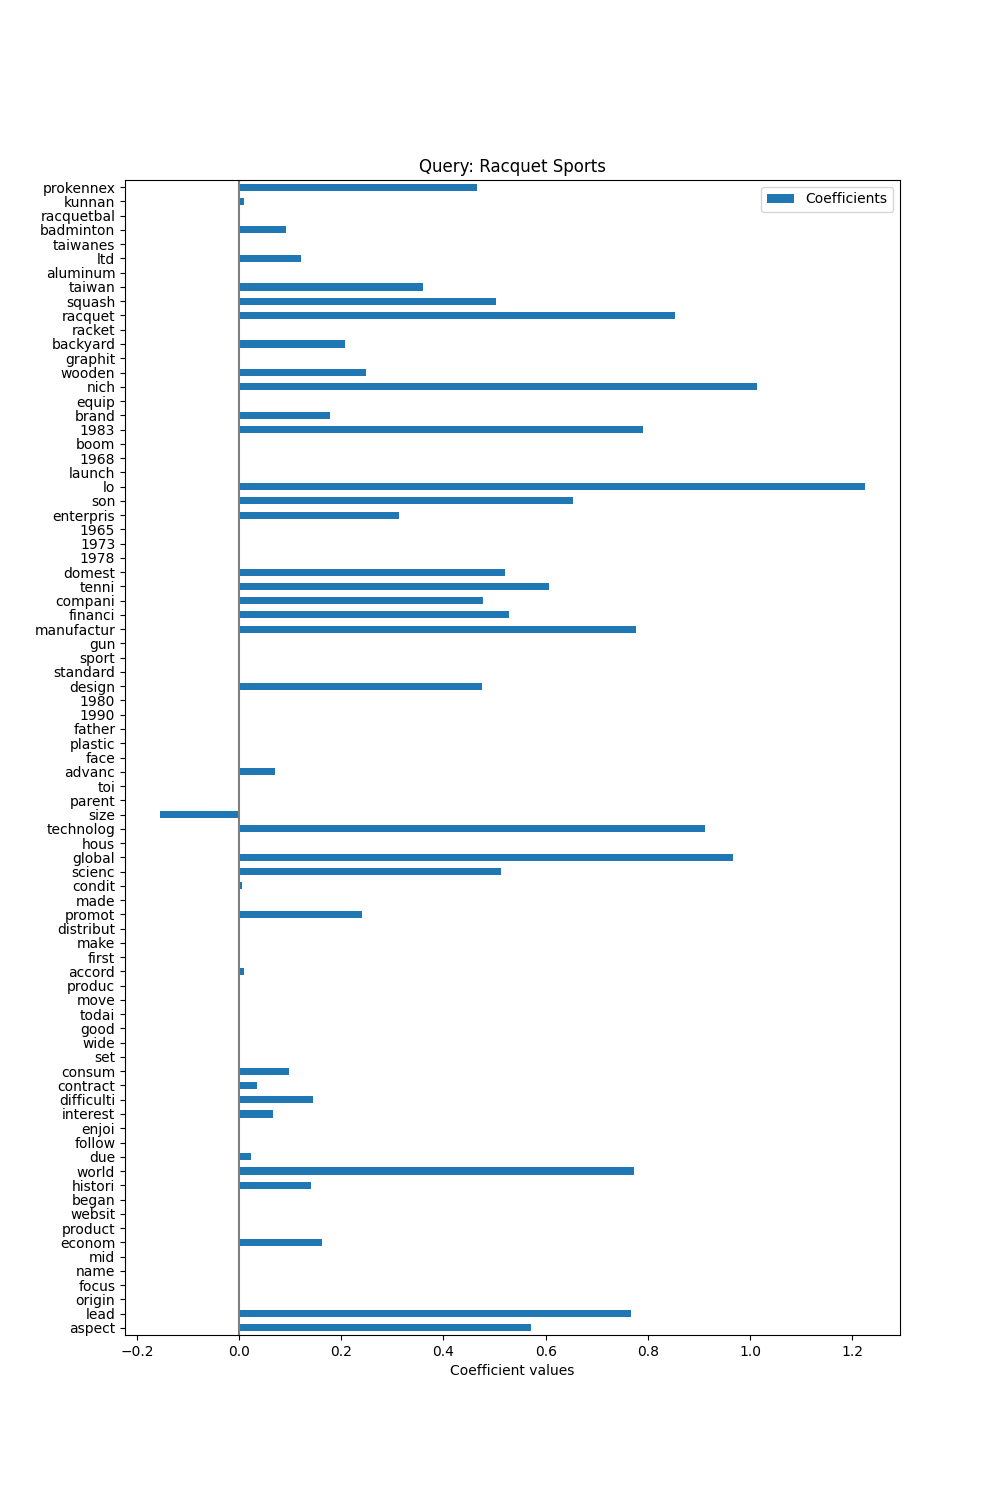 Query: Racquet Sports
Coefficients
prokennex
kunnan
racquetbal
badminton
taiwanes
ltd
aluminum
taiwan
squash
racquet
racket
backyard
graphit
wooden
nich
equip
brand
1983
boom
1968
launch
lo
son
enterpris
1965
1973
1978
domest
tenni
compani
financi
manufactur
gun
sport
standard
design
1980
1990
father
plastic
face
advanc
toi
parent
size
technolog
hous
global
scienc
condit
made
promot
distribut
make
first
accord
produc
move
todai
good
wide
set
consum
contract
difficulti
interest
enjoi
follow
due
world
histori
began
websit
product
econom
mid
name
focus
origin
lead
aspect
−0.2 0.0 0.2 0.4 0.6 0.8 1.0 1.2
Coefficient values